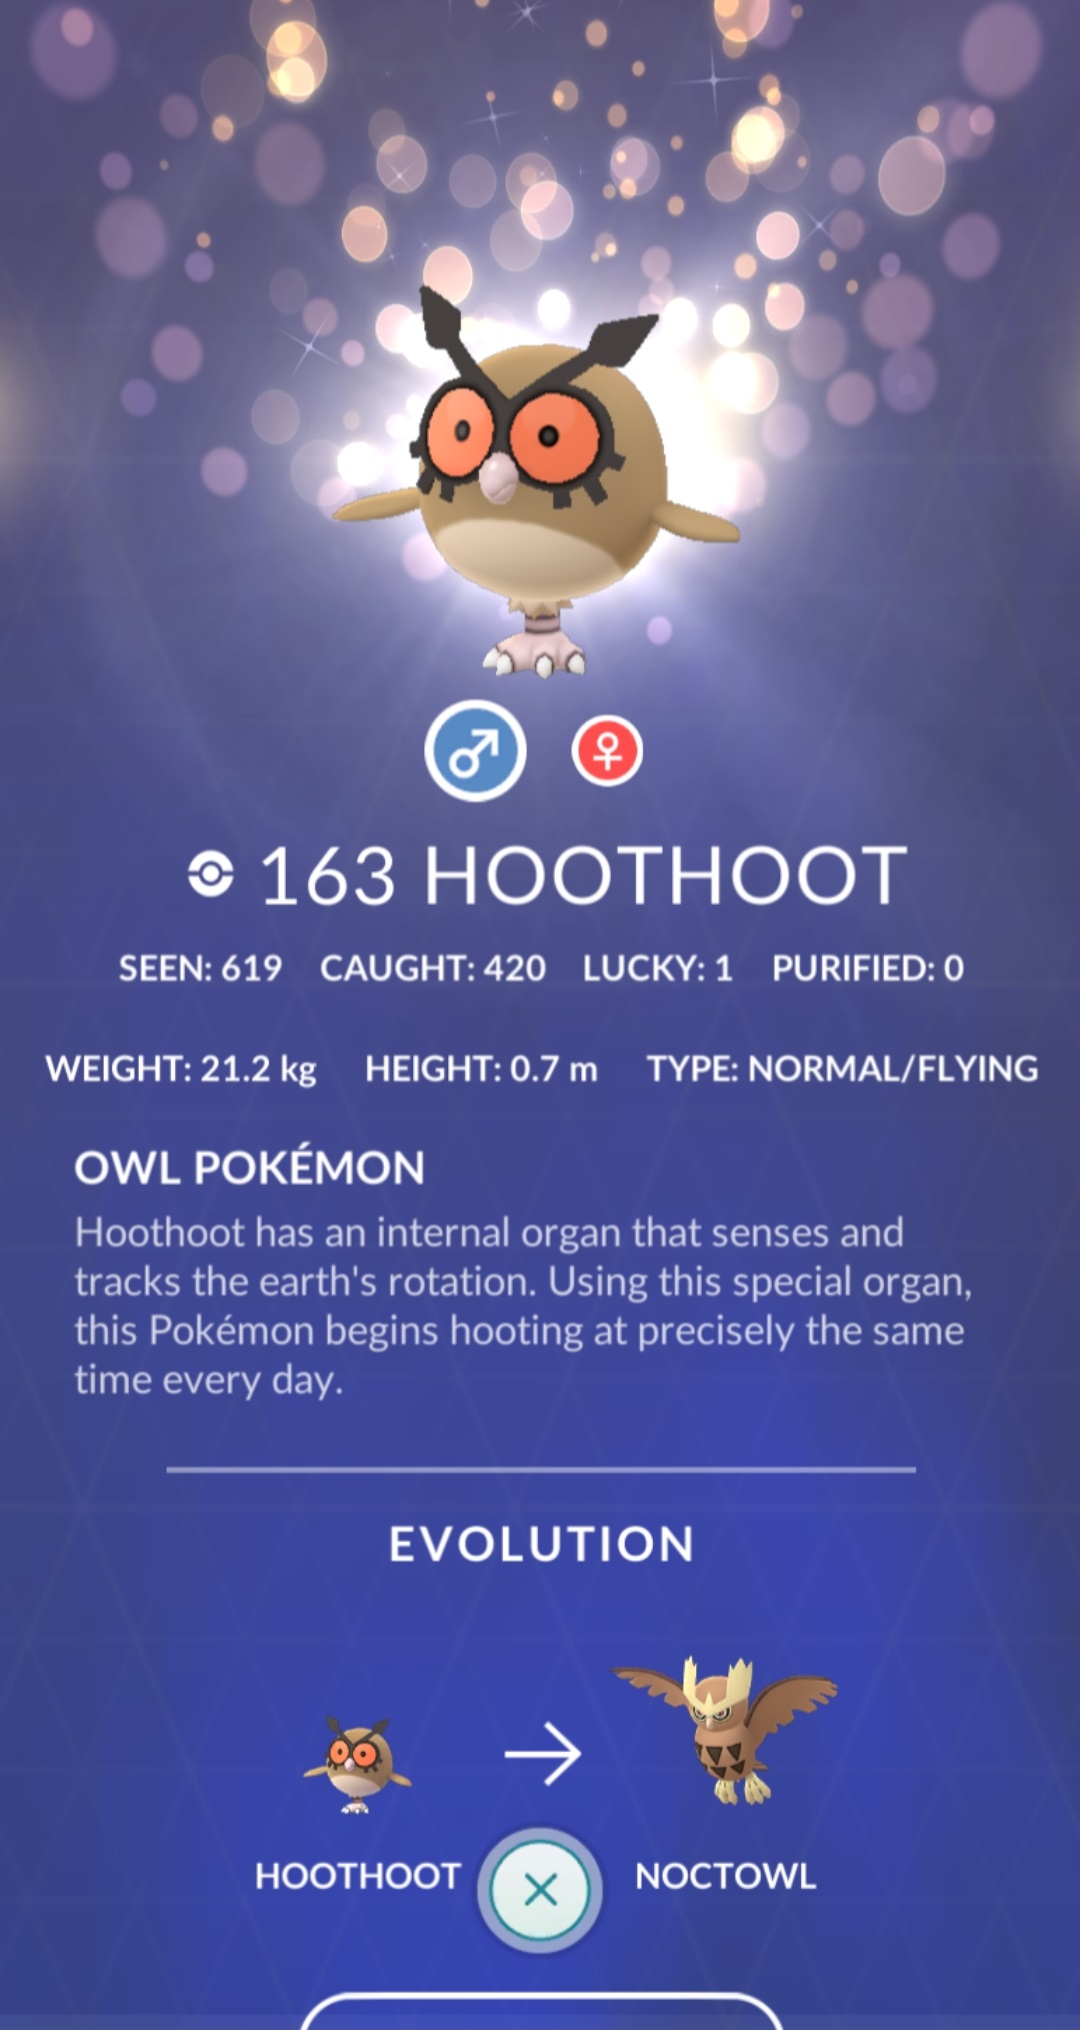 163 HOOTHOOT
SEEN: 619 CAUGHT: 420 LUCKY: 1 PURIFIED: 0
WEIGHT: 21.2 kg HEIGHT: 0.7 m TYPE: NORMAL/FLYING
OWL POKÉMON
Hoothoot has an internal organ that senses and
tracks the earth's rotation. Using this special organ,
this Pokémon begins hooting at precisely the same
time every day.
EVOLUTION
HOOTHOOT NOCTOWL